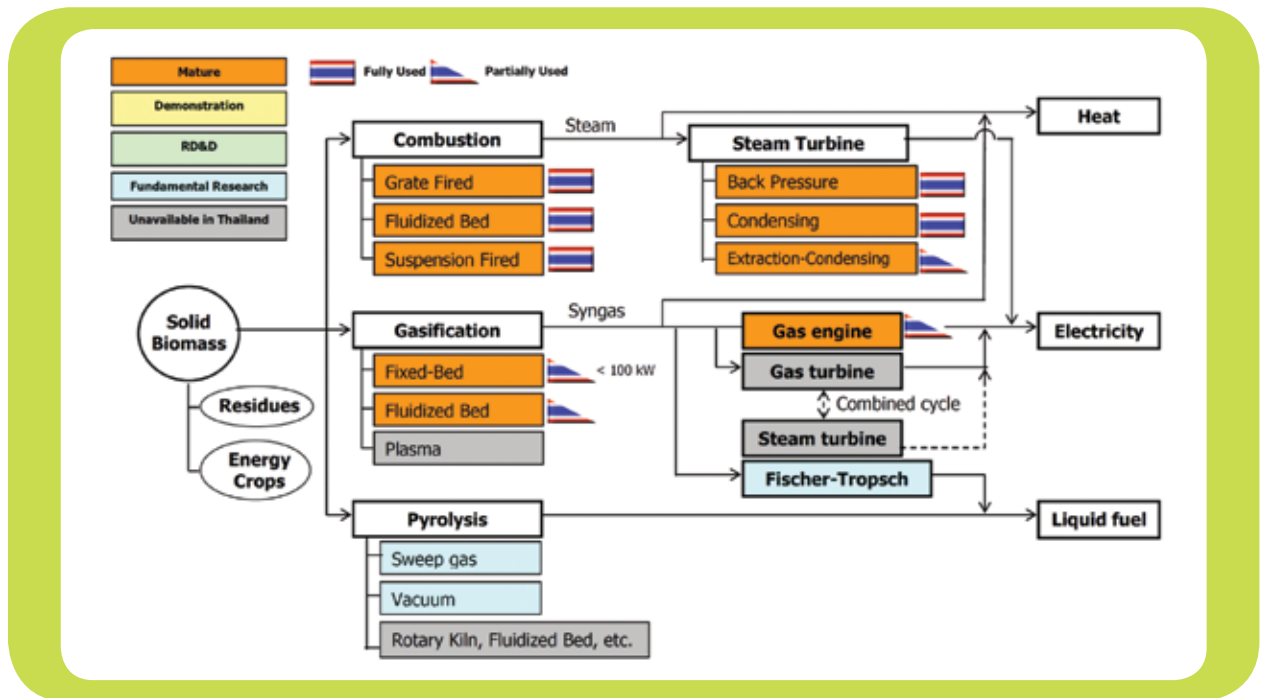 Mature
Fully Used
Partially Used
Demonstration
RD&D
Fundamental Research
Unavailable in Thailand
Solid
Biomass
Residues
Energy
Crops
Combustion
Steam
Grate Fired
Fluidized Bed
Suspension Fired
Steam Turbine
Back Pressure
Condensing
Extraction-Condensing
Heat
Gasification
Syngas
Fixed-Bed
< 100 kW
Fluidized Bed
Plasma
Gas engine
Gas turbine
Combined cycle
Steam turbine
Fischer-Tropsch
Electricity
Pyrolysis
Sweep gas
Vacuum
Rotary Kiln, Fluidized Bed, etc.
Liquid fuel